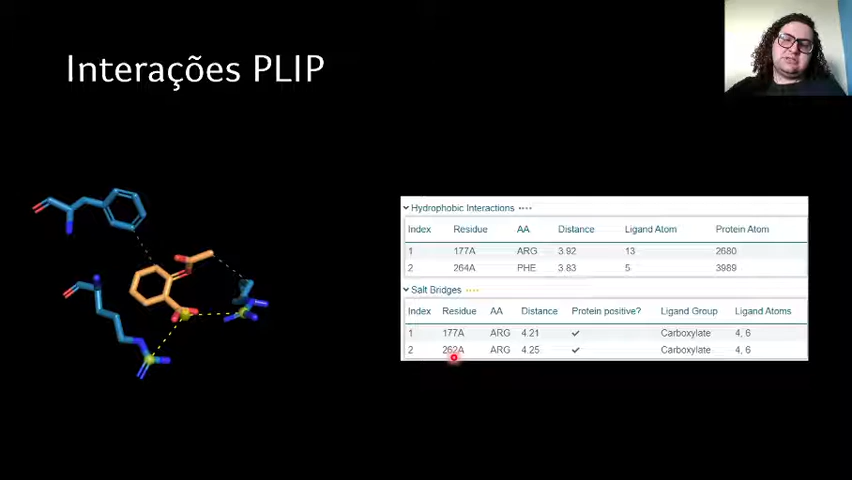 Interações PLIP
Hydrophobic Interactions ····
Index Residue AA Distance Ligand Atom Protein Atom
1 177A ARG 3.92 13 2680
2 264A PHE 3.83 5 3989
Salt Bridges ····
Index Residue AA Distance Protein positive? Ligand Group Ligand Atoms
1 177A ARG 4.21 ✓ Carboxylate 4, 6
2 262A ARG 4.25 ✓ Carboxylate 4, 6